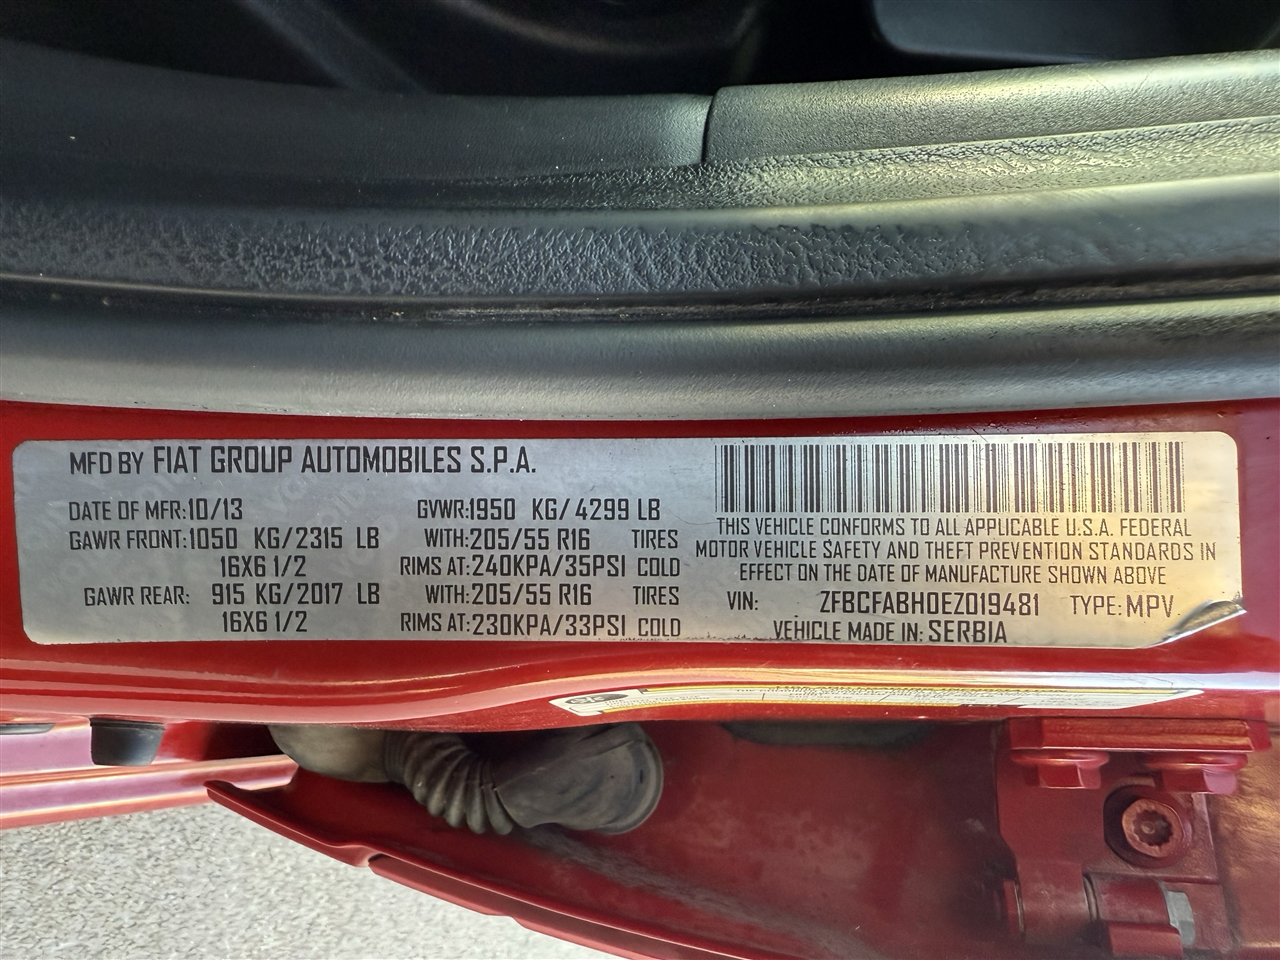 MFD BY FIAT GROUP AUTOMOBILES S.P.A.
DATE OF MFR:10/13 GVWR:1950 KG/ 4299 LB
GAWR FRONT:1050 KG/2315 LB WITH:205/55 R16 TIRES
16X6 1/2 RIMS AT:240KPA/35PSI COLD
GAWR REAR: 915 KG/2017 LB WITH:205/55 R16 TIRES
16X6 1/2 RIMS AT:230KPA/33PSI COLD
THIS VEHICLE CONFORMS TO ALL APPLICABLE U.S.A. FEDERAL
MOTOR VEHICLE SAFETY AND THEFT PREVENTION STANDARDS IN
EFFECT ON THE DATE OF MANUFACTURE SHOWN ABOVE
VIN: ZFBCFABH0EZ019481 TYPE:MPV
VEHICLE MADE IN: SERBIA